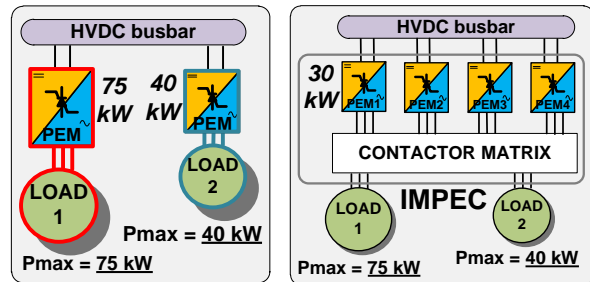 HVDC busbar
75
kW
40
kW
PEM
PEM
LOAD
1
LOAD
2
Pmax = 40 kW
Pmax = 75 kW
HVDC busbar
30
kW
PEM1
PEM2
PEM3
PEM4
CONTACTOR MATRIX
IMPEC
LOAD
1
LOAD
2
Pmax = 75 kW
Pmax = 40 kW